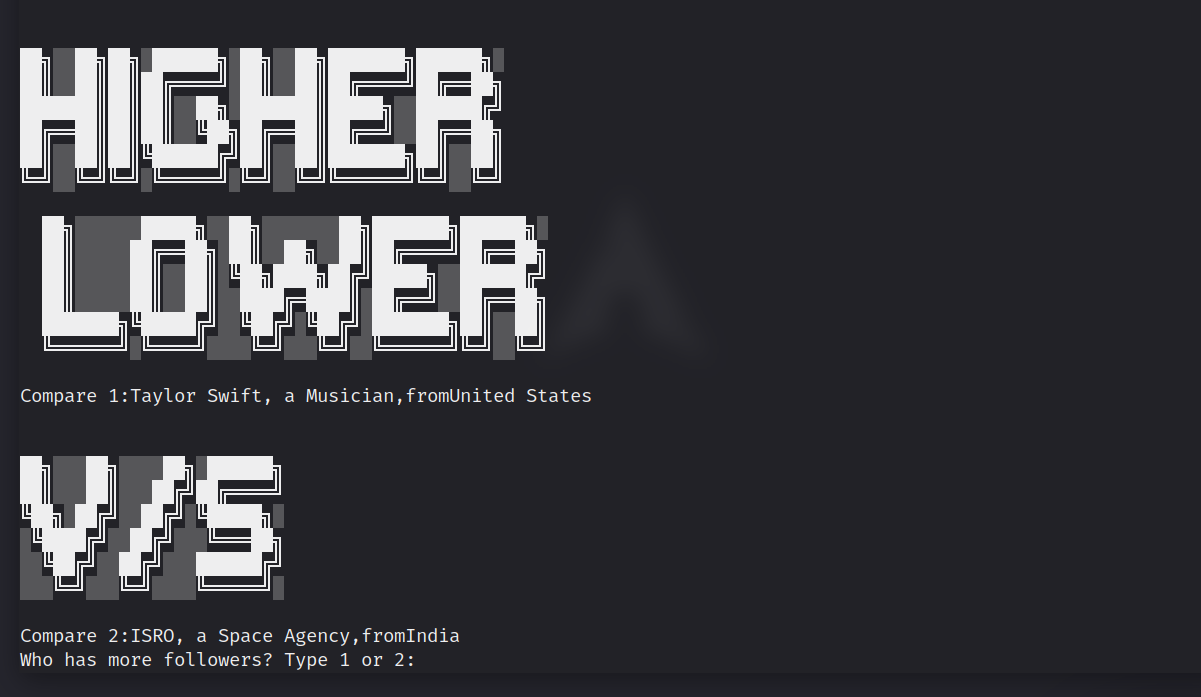 HIGHER
LOWER
Compare 1:Taylor Swift, a Musician,fromUnited States
V/S
Compare 2:ISRO, a Space Agency,fromIndia
Who has more followers? Type 1 or 2: